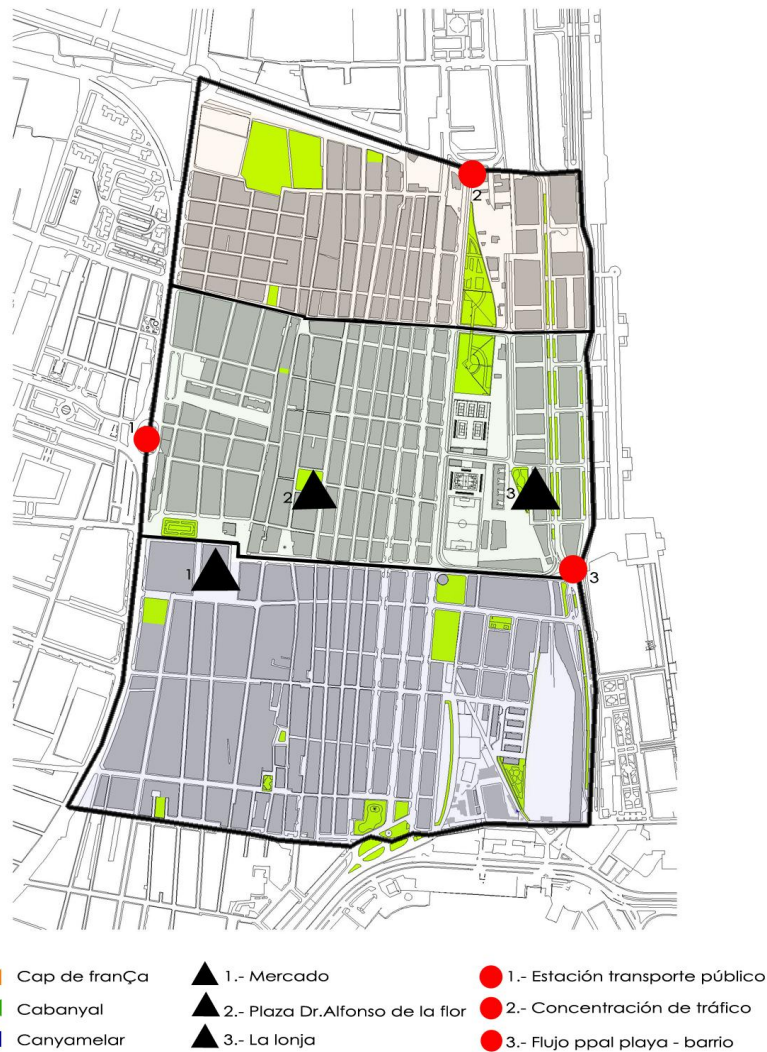 2
1
2
3
3
1
Cap de franÇa
1.- Mercado
1.- Estación transporte público
Cabanyal
2.- Plaza Dr.Alfonso de la flor
2.- Concentración de tráfico
Canyamelar
3.- La lonja
3.- Flujo ppal playa - barrio